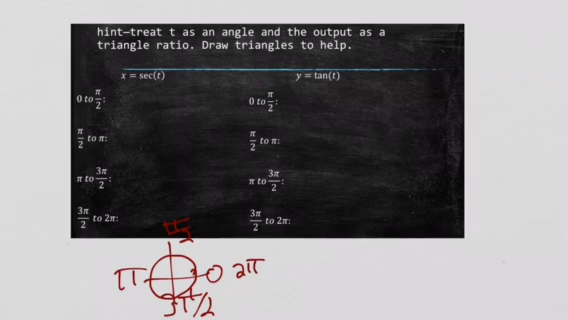 hint—treat t as an angle and the output as a
triangle ratio. Draw triangles to help.
x = sec(t) y = tan(t)
0 to π/2: 0 to π/2:
π/2 to π: π/2 to π:
π to 3π/2: π to 3π/2:
3π/2 to 2π: 3π/2 to 2π:
π/2
π 0 2π
3π/2